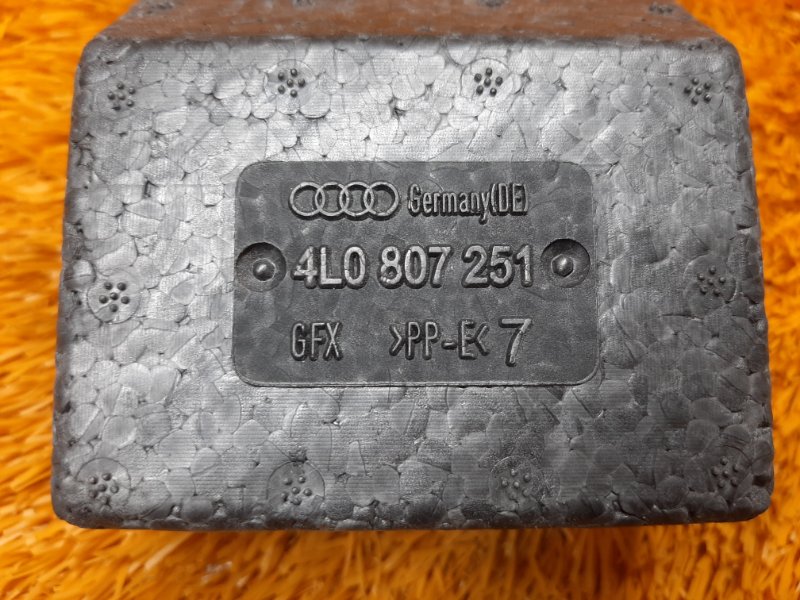 Germany(DE)
4L0 807 251
GFX >PP-E< 7